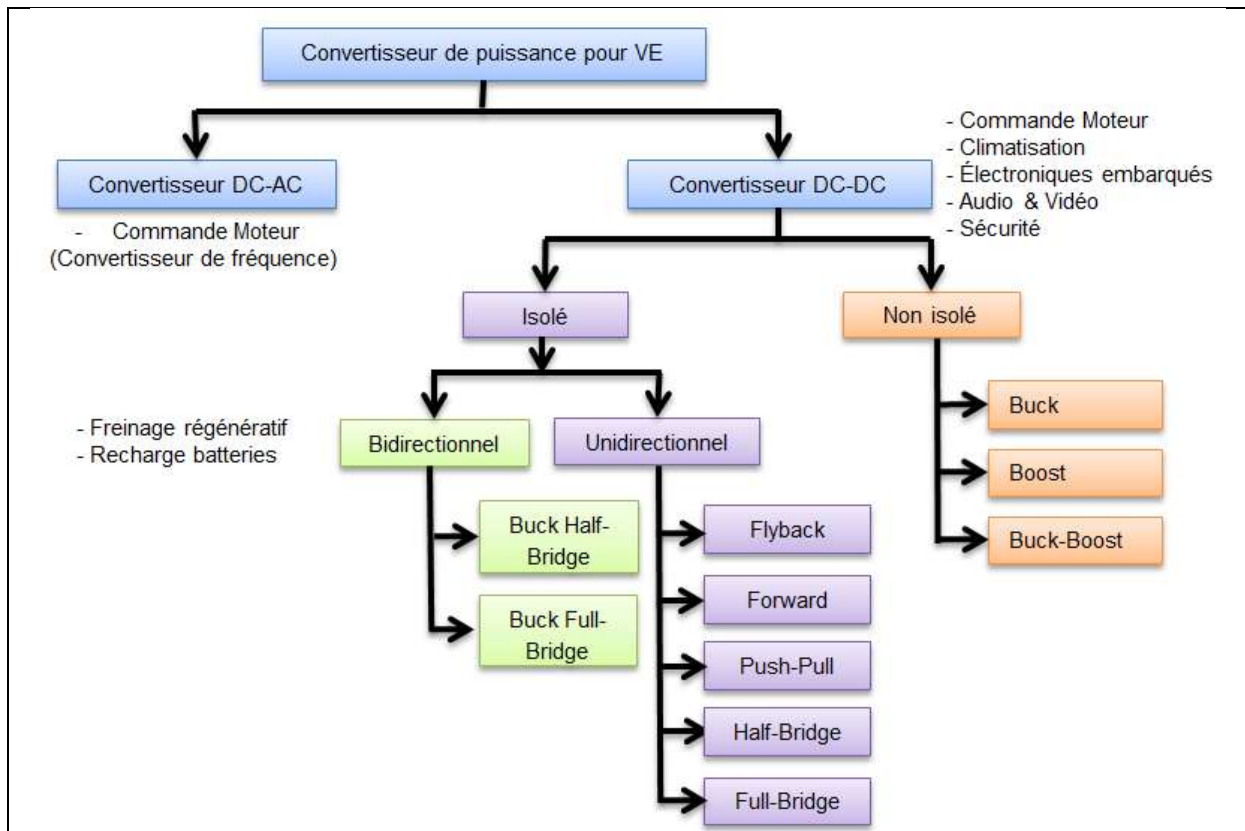 Convertisseur de puissance pour VE
Convertisseur DC-AC
- Commande Moteur
(Convertisseur de fréquence)
Convertisseur DC-DC
- Commande Moteur
- Climatisation
- Électroniques embarqués
- Audio & Vidéo
- Sécurité
Isolé
Non isolé
- Freinage régénératif
- Recharge batteries
Bidirectionnel
Unidirectionnel
Buck Half-
Bridge
Buck Full-
Bridge
Flyback
Forward
Push-Pull
Half-Bridge
Full-Bridge
Buck
Boost
Buck-Boost